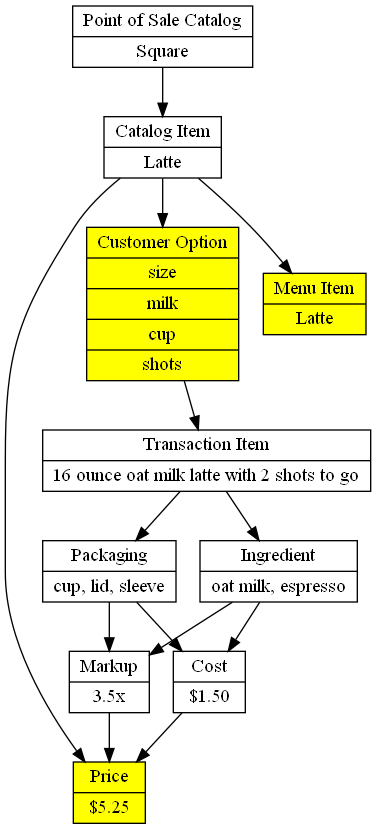 Point of Sale Catalog
Square
Catalog Item
Latte
Customer Option
size
milk
cup
shots
Menu Item
Latte
Transaction Item
16 ounce oat milk latte with 2 shots to go
Packaging
cup, lid, sleeve
Ingredient
oat milk, espresso
Markup
3.5x
Cost
$1.50
Price
$5.25